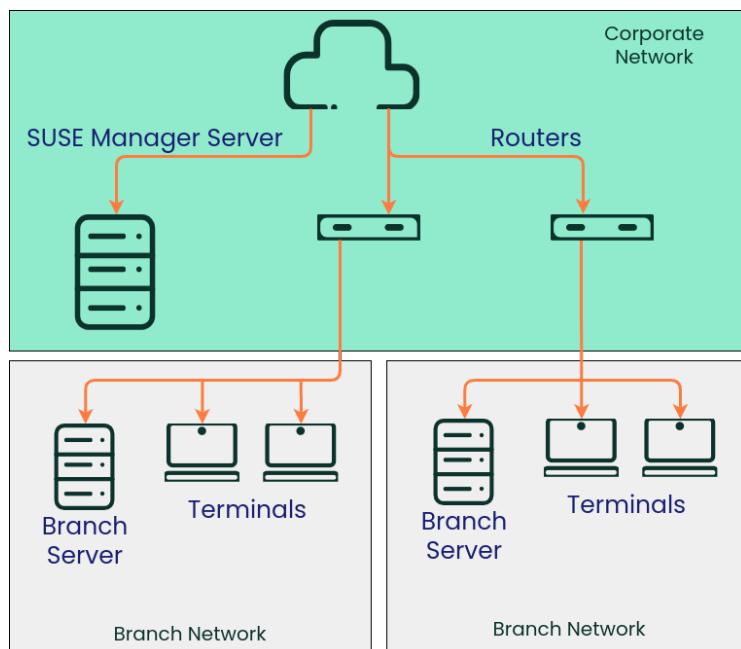 Corporate
Network
SUSE Manager Server
Routers
Branch
Server
Terminals
Branch Network
Branch
Server
Terminals
Branch Network